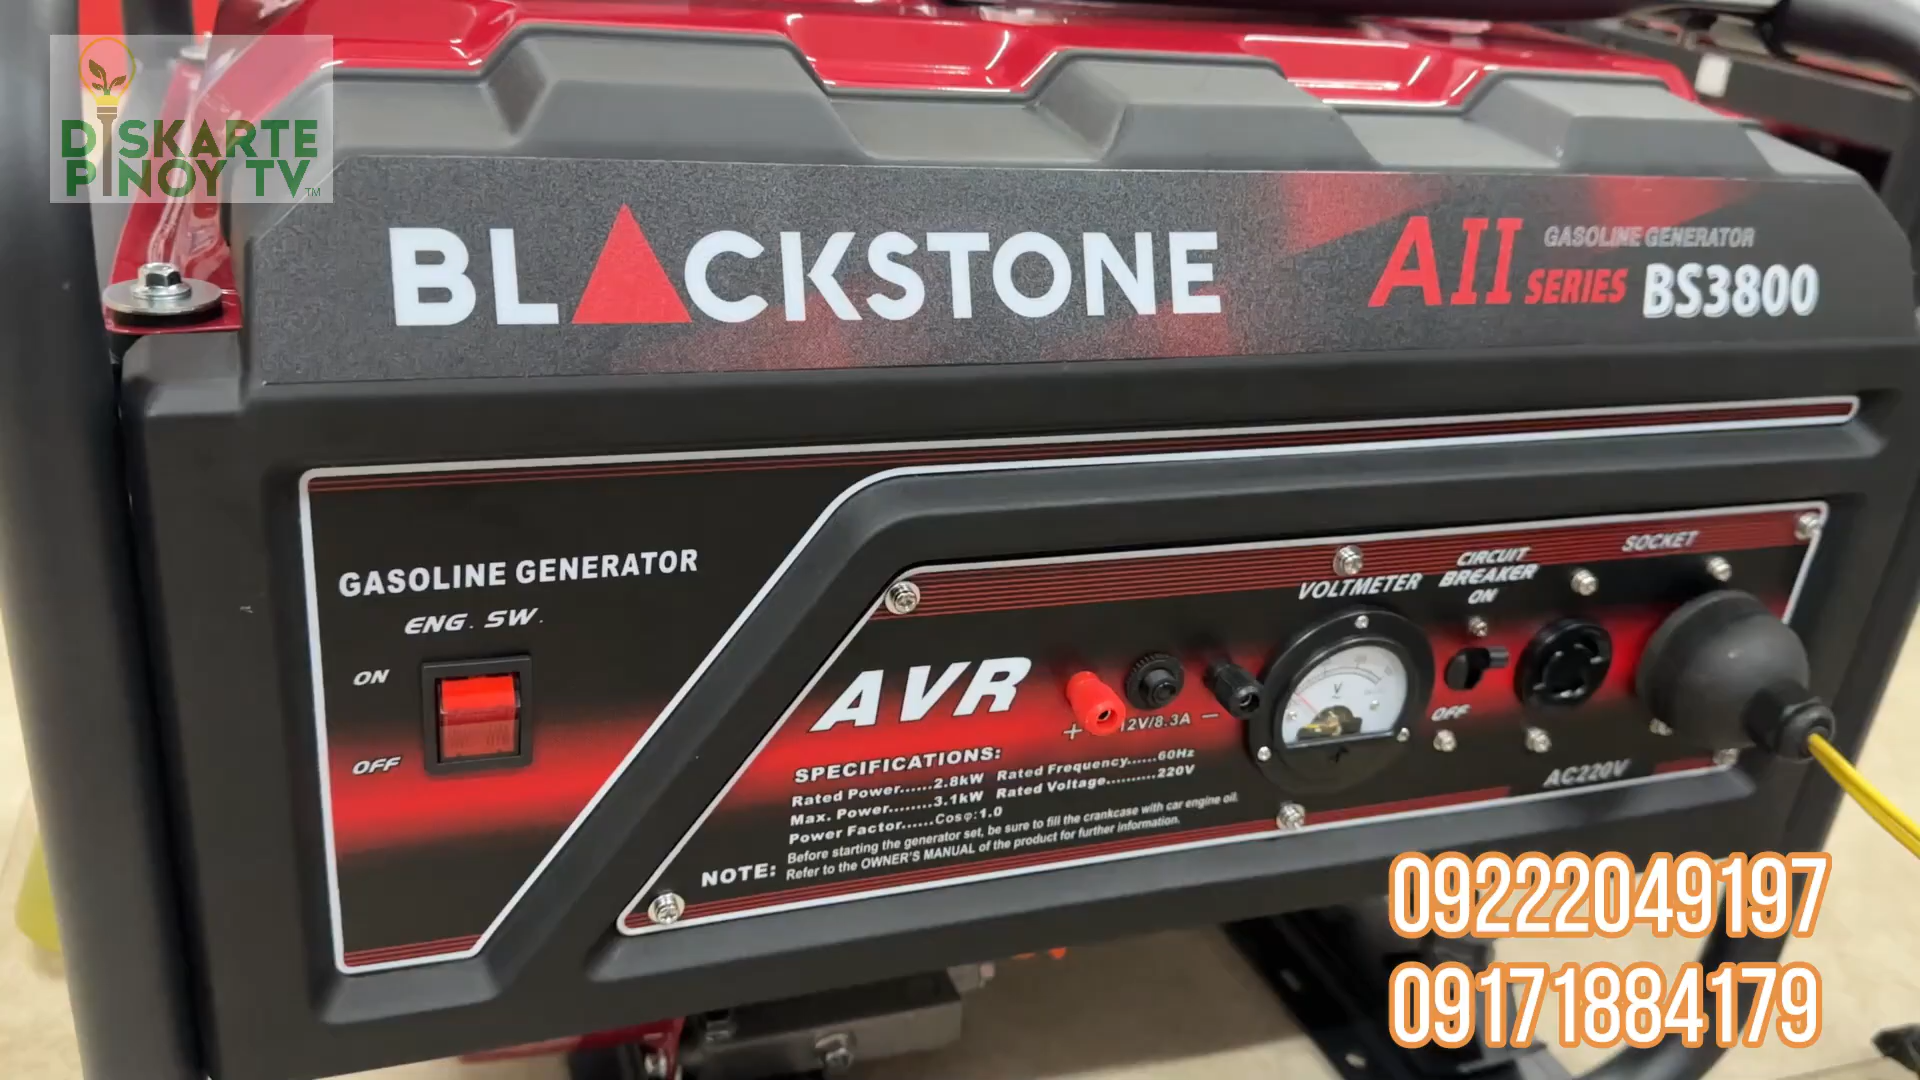 DISKARTE
PINOY TV™
BLACKSTONE
AII SERIES
GASOLINE GENERATOR
BS3800
GASOLINE GENERATOR
ENG. SW.
ON
OFF
AVR
+ 12V/8.3A −
VOLTMETER
V
CIRCUIT
BREAKER
ON
OFF
SOCKET
AC220V
SPECIFICATIONS:
Rated Power......2.8kW Rated Frequency......60Hz
Max. Power........3.1kW Rated Voltage..........220V
Power Factor......Cosφ:1.0
NOTE: Before starting the generator set, be sure to fill the crankcase with car engine oil.
Refer to the OWNER'S MANUAL of the product for further information.
09222049197
09171884179